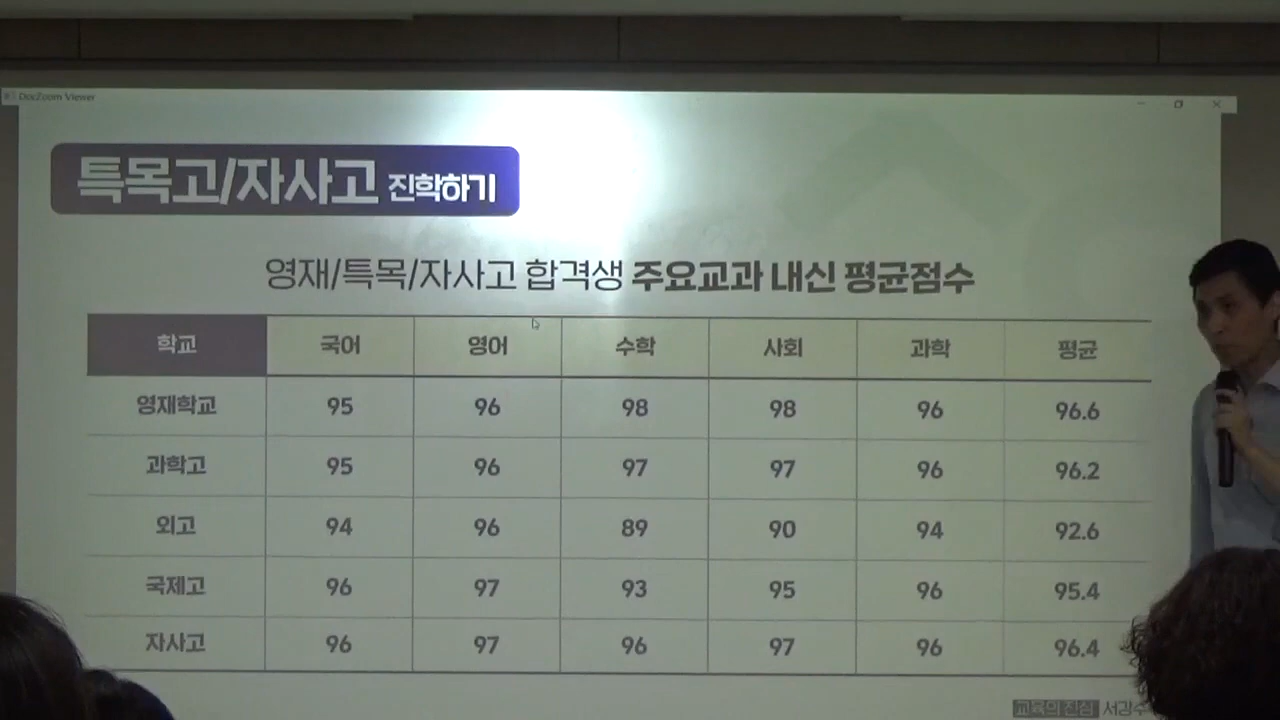 DocZoom Viewer
특목고/자사고 진학하기
영재/특목/자사고 합격생 주요교과 내신 평균점수
학교 국어 영어 수학 사회 과학 평균
영재학교 95 96 98 98 96 96.6
과학고 95 96 97 97 96 96.2
외고 94 96 89 90 94 92.6
국제고 96 97 93 95 96 95.4
자사고 96 97 96 97 96 96.4
교육의 진심 서강수